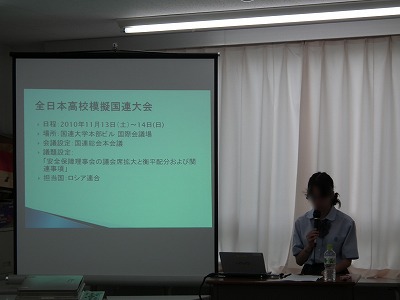 全日本高校模擬国連大会
日程：2010年11月13日（土）～14日（日）
場所：国連大学本部ビル 国際会議場
会議設定：国連総会本会議
議題設定：
「安全保障理事会の議会席拡大と衡平配分および関連事項」
担当国：ロシア連合